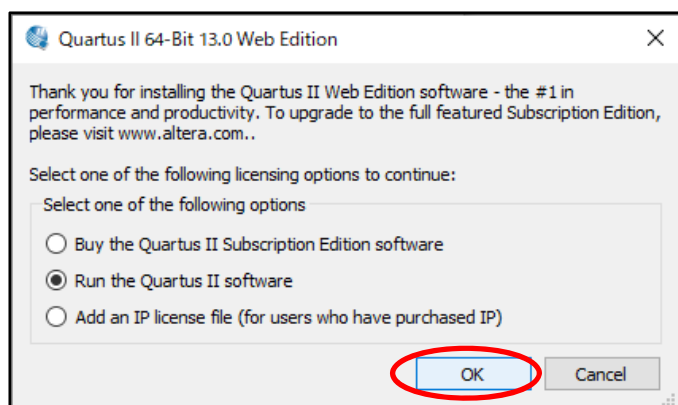 Quartus II 64-Bit 13.0 Web Edition
Thank you for installing the Quartus II Web Edition software - the #1 in
performance and productivity. To upgrade to the full featured Subscription Edition,
please visit www.altera.com..
Select one of the following licensing options to continue:
Select one of the following options
Buy the Quartus II Subscription Edition software
Run the Quartus II software
Add an IP license file (for users who have purchased IP)
OK Cancel